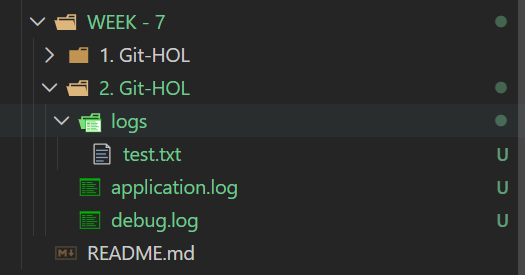 WEEK - 7
1. Git-HOL
2. Git-HOL
logs
test.txt U
application.log U
debug.log U
README.md